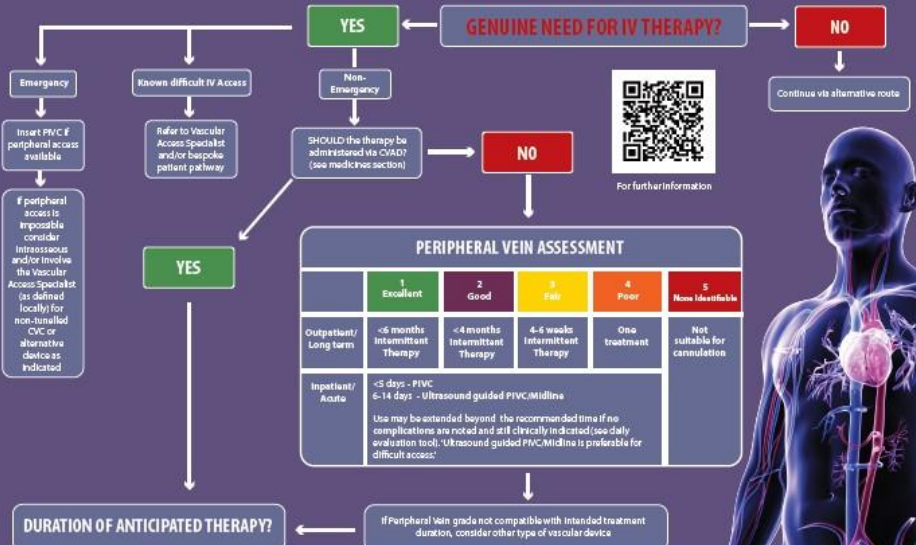 GENUINE NEED FOR IV THERAPY?
YES
NO
Continue via alternative route
Emergency
Insert PIVC if
peripheral access
available
If peripheral
access is
impossible
consider
intraosseous
and/or involve
the Vascular
Access Specialist
(as defined
locally) for
non-tunelled
CVC or
alternative
device as
indicated
Known difficult IV Access
Refer to Vascular
Access Specialist
and/or bespoke
patient pathway
Non-
Emergency
SHOULD the therapy be
administered via CVAD?
(see medicines section)
NO
YES
For further information
PERIPHERAL VEIN ASSESSMENT
1
Excellent
2
Good
3
Fair
4
Poor
5
None Identifiable
Outpatient/
Long term
<6 months
Intermittent
Therapy
<4 months
Intermittent
Therapy
4-6 weeks
Intermittent
Therapy
One
treatment
Not
suitable for
cannulation
Inpatient/
Acute
<5 days - PIVC
6-14 days - Ultrasound guided PIVC/Midline
Use may be extended beyond the recommended time if no
complications are noted and still clinically indicated (see daily
evaluation tool). 'Ultrasound guided PIVC/Midline is preferable for
difficult access.'
If Peripheral Vein grade not compatible with intended treatment
duration, consider other type of vascular device
DURATION OF ANTICIPATED THERAPY?